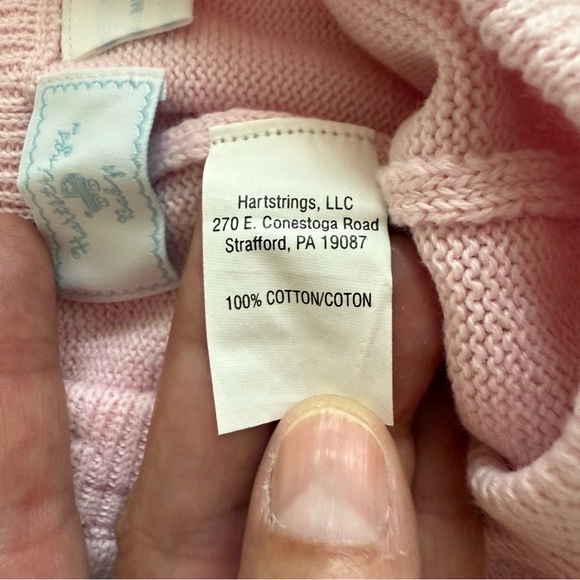 Hartstrings, LLC
270 E. Conestoga Road
Strafford, PA 19087
100% COTTON/COTON